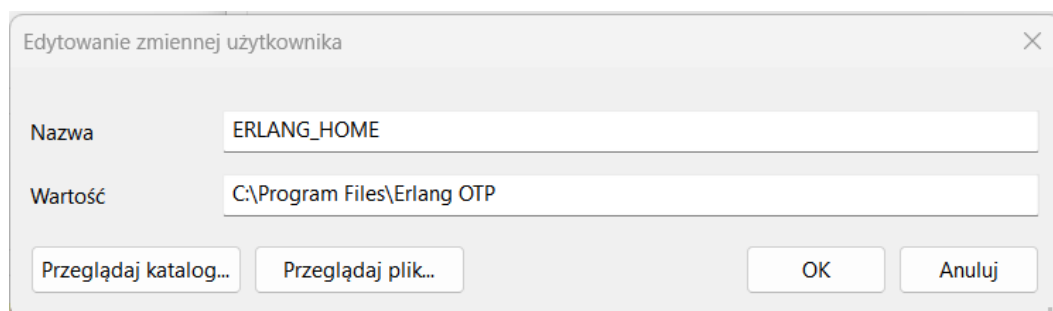 Edytowanie zmiennej użytkownika
Nazwa ERLANG_HOME
Wartość C:\Program Files\Erlang OTP
Przeglądaj katalog... Przeglądaj plik... OK Anuluj